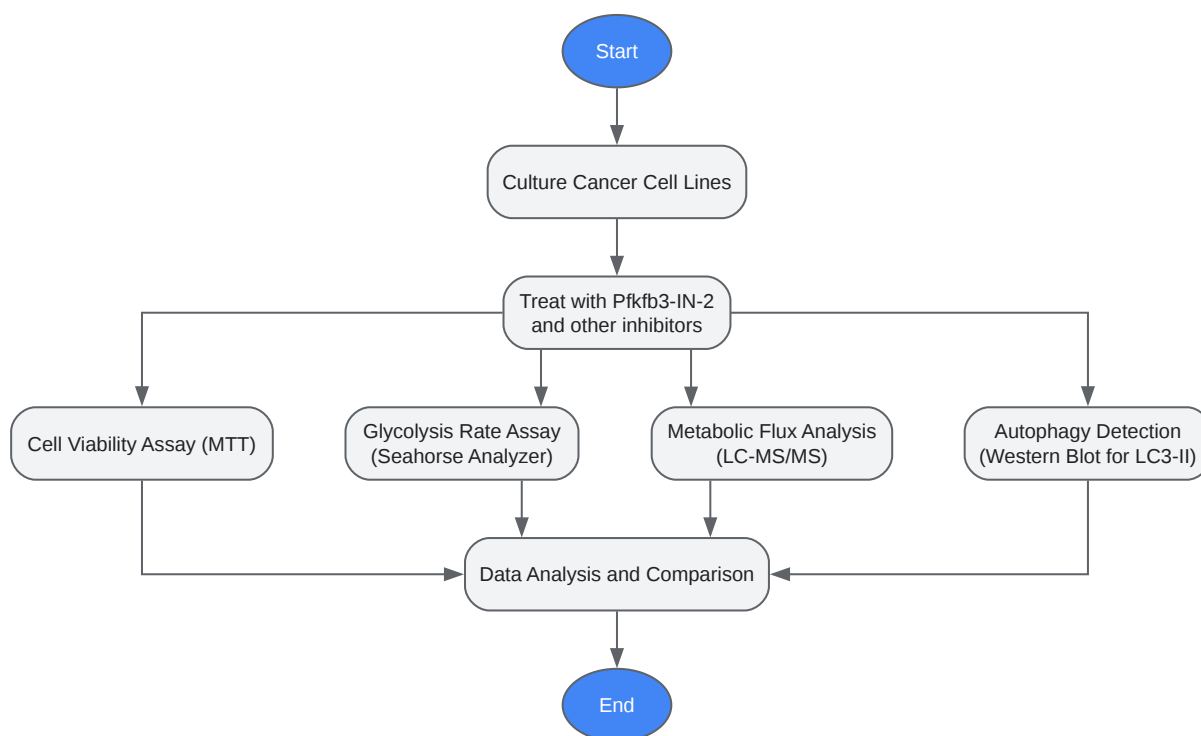 Start
Culture Cancer Cell Lines
Treat with Pfkfb3-IN-2
and other inhibitors
Cell Viability Assay (MTT)
Glycolysis Rate Assay
(Seahorse Analyzer)
Metabolic Flux Analysis
(LC-MS/MS)
Autophagy Detection
(Western Blot for LC3-II)
Data Analysis and Comparison
End